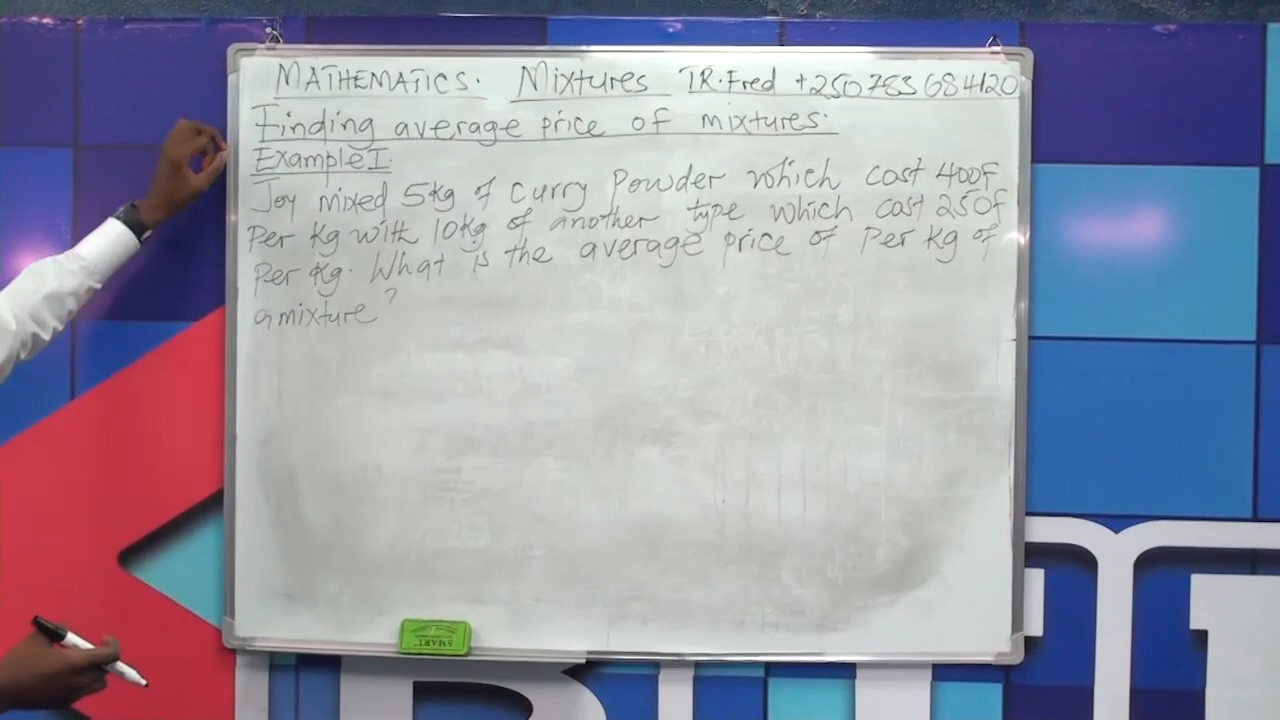 MATHEMATICS. Mixtures TR.Fred +250783684120
Finding average price of mixtures.
Example I.
Joy mixed 5kg of curry Powder which cost 400F
Per Kg with 10kg of another type which cost 250f
Per Kg. What is the average price of Per Kg of
a mixture?
SMART